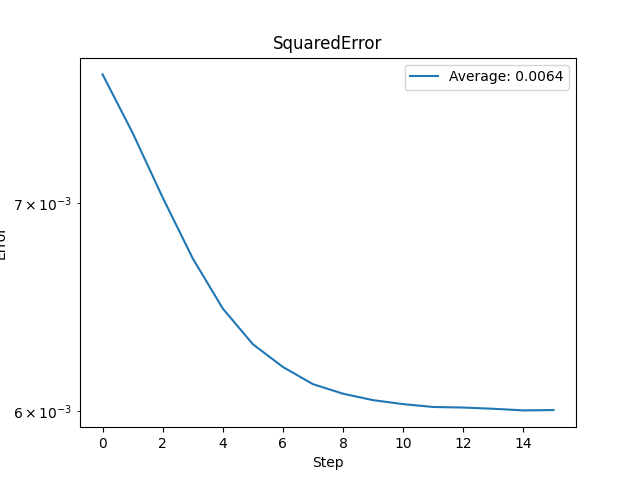 SquaredError
Average: 0.0064
7 × 10⁻³
6 × 10⁻³
Error
0 2 4 6 8 10 12 14
Step